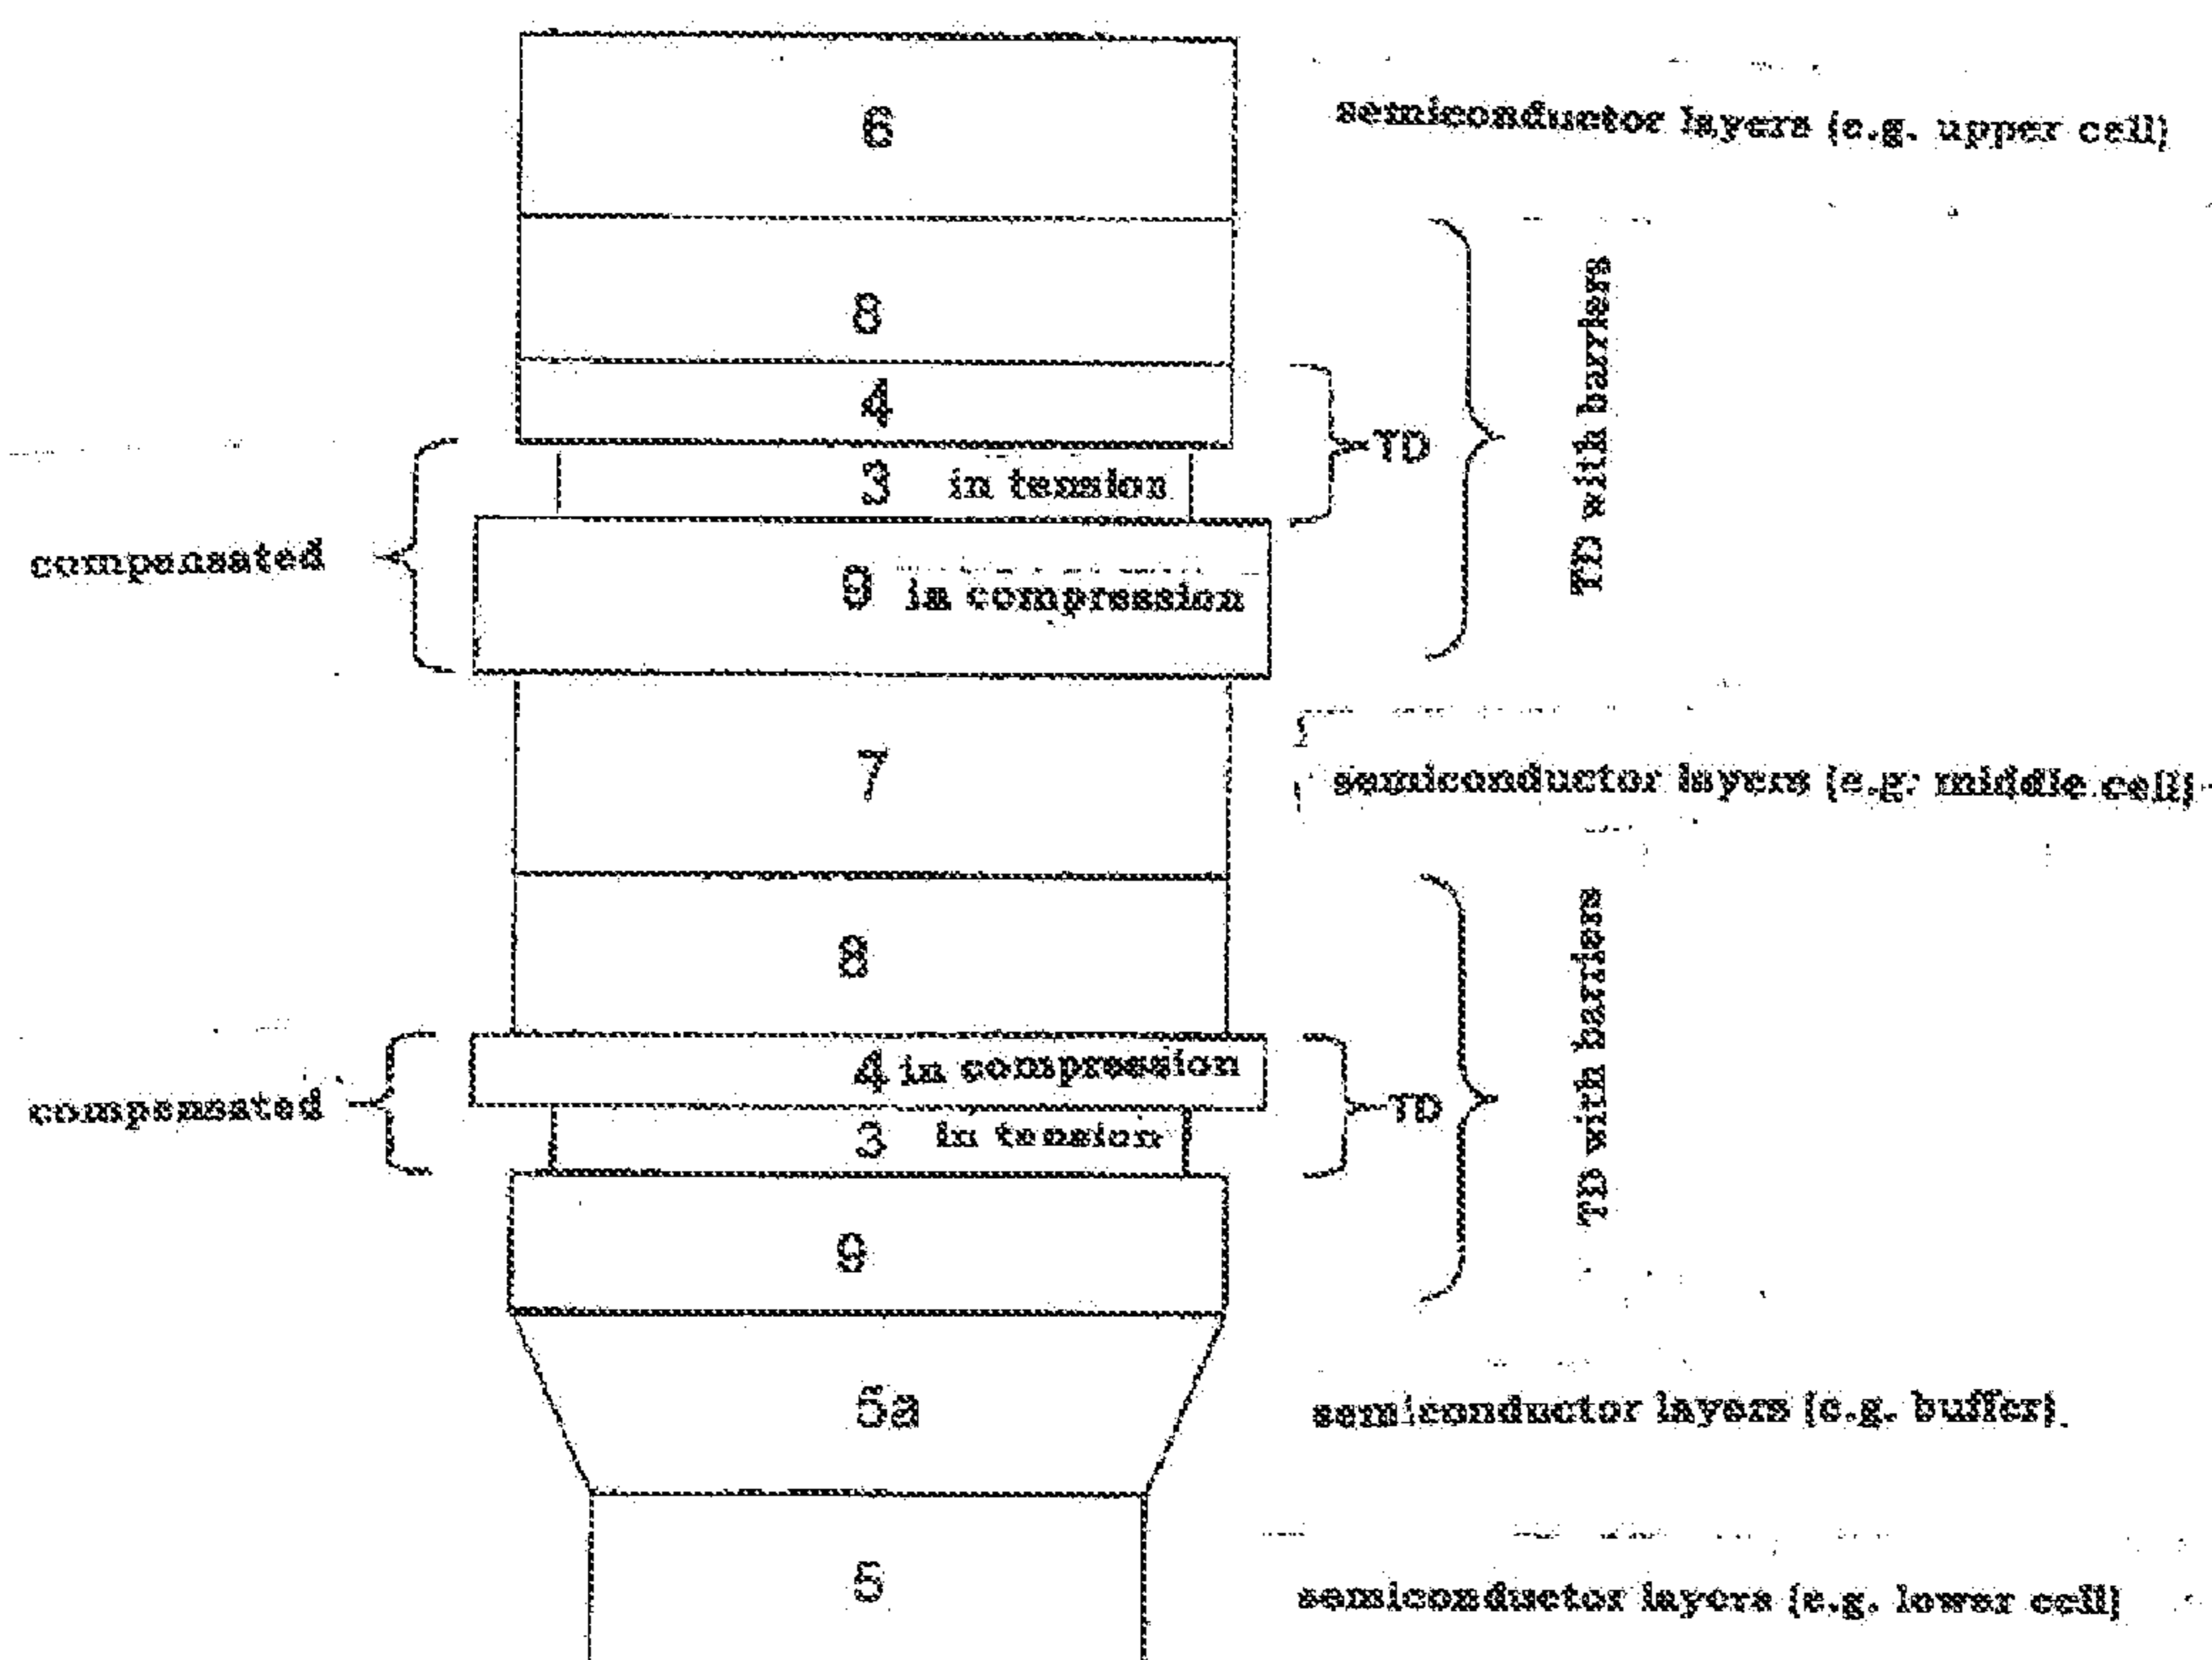 6
semiconductor layers (e.g. upper cell)
8
4
TD
TD with barriers
3 in tension
compensated
9 in compression
7
semiconductor layers (e.g. middle cell)
8
4 in compression
compensated
TD
TD with barriers
3 in tension
9
5a
semiconductor layers (e.g. buffer)
5
semiconductor layers (e.g. lower cell)